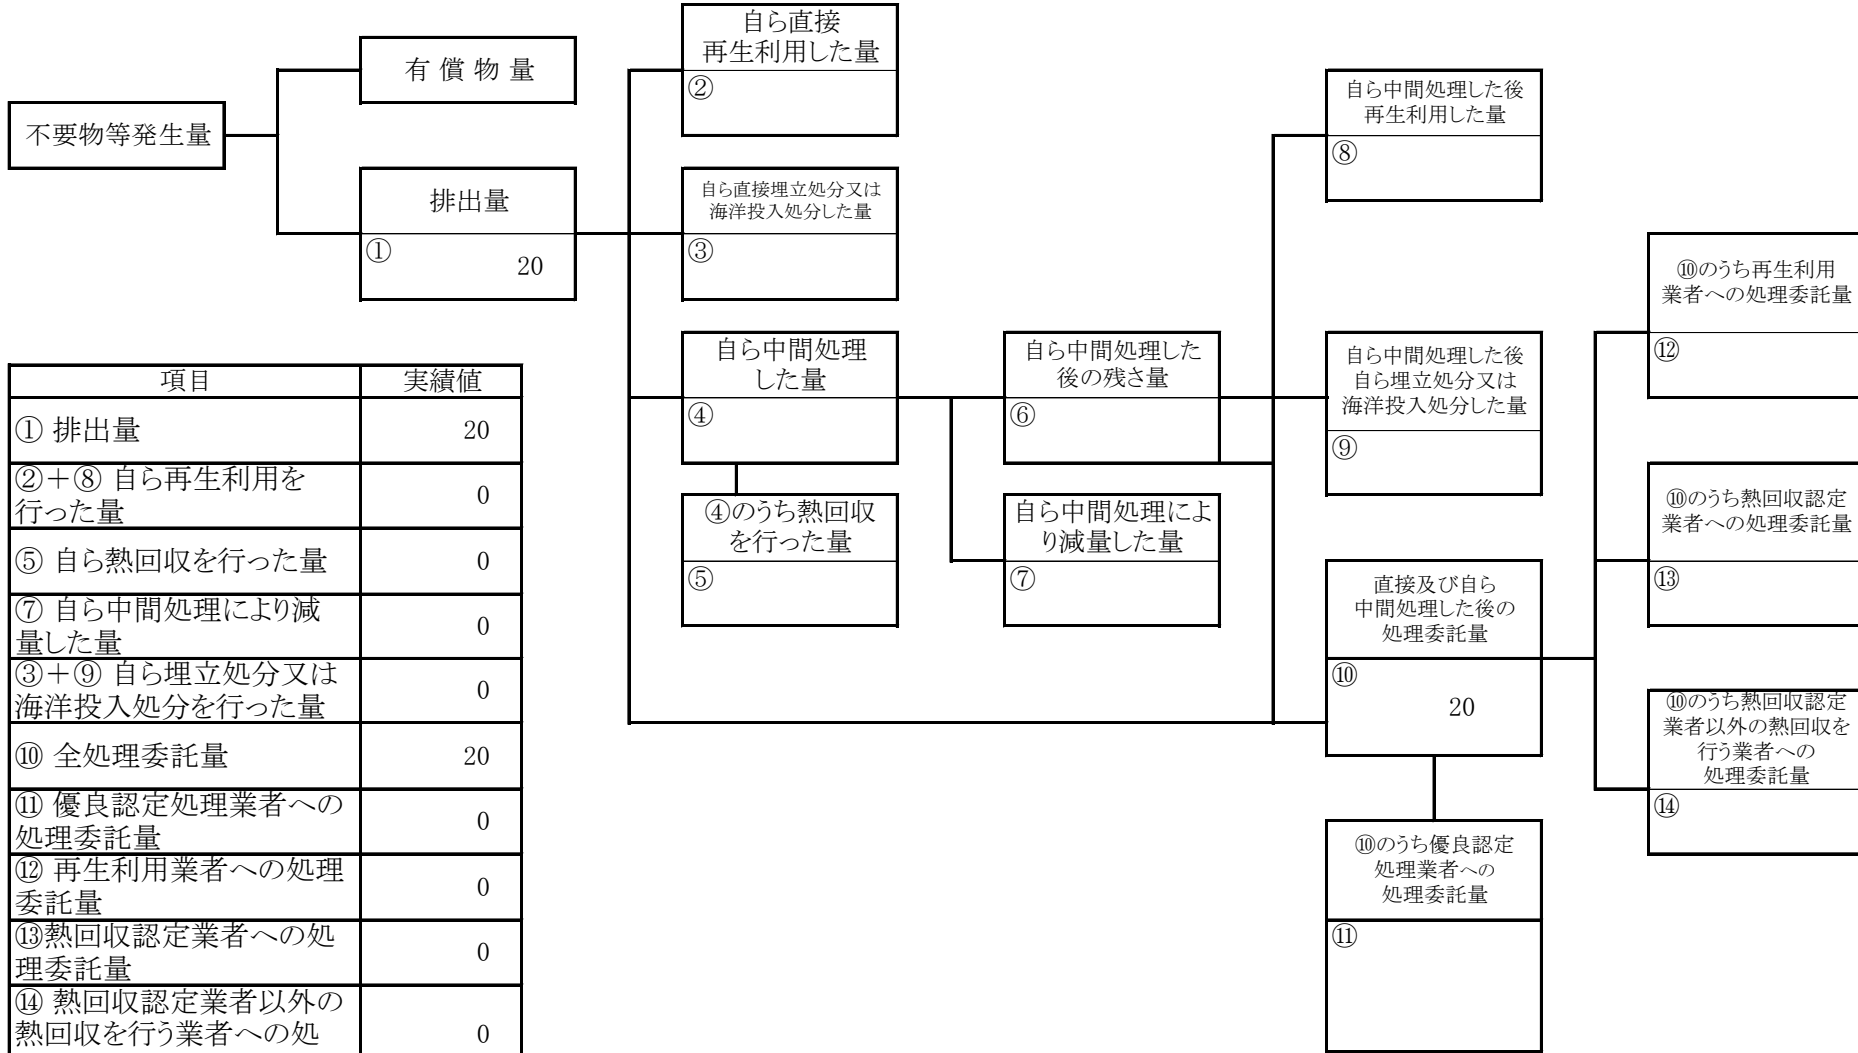 不要物等発生量
有 償 物 量
排出量
①
20
自ら直接
再生利用した量
②
自ら直接埋立処分又は
海洋投入処分した量
③
自ら中間処理
した量
④
④のうち熱回収
を行った量
⑤
自ら中間処理した
後の残さ量
⑥
自ら中間処理によ
り減量した量
⑦
自ら中間処理した後
再生利用した量
⑧
自ら中間処理した後
自ら埋立処分又は
海洋投入処分した量
⑨
直接及び自ら
中間処理した後の
処理委託量
⑩
20
⑩のうち優良認定
処理業者への
処理委託量
⑪
⑩のうち再生利用
業者への処理委託量
⑫
⑩のうち熱回収認定
業者への処理委託量
⑬
⑩のうち熱回収認定
業者以外の熱回収を
行う業者への
処理委託量
⑭
項目 実績値
① 排出量 20
②＋⑧ 自ら再生利用を
行った量 0
⑤ 自ら熱回収を行った量 0
⑦ 自ら中間処理により減
量した量 0
③＋⑨ 自ら埋立処分又は
海洋投入処分を行った量 0
⑩ 全処理委託量 20
⑪ 優良認定処理業者への
処理委託量 0
⑫ 再生利用業者への処理
委託量 0
⑬熱回収認定業者への処
理委託量 0
⑭ 熱回収認定業者以外の
熱回収を行う業者への処 0